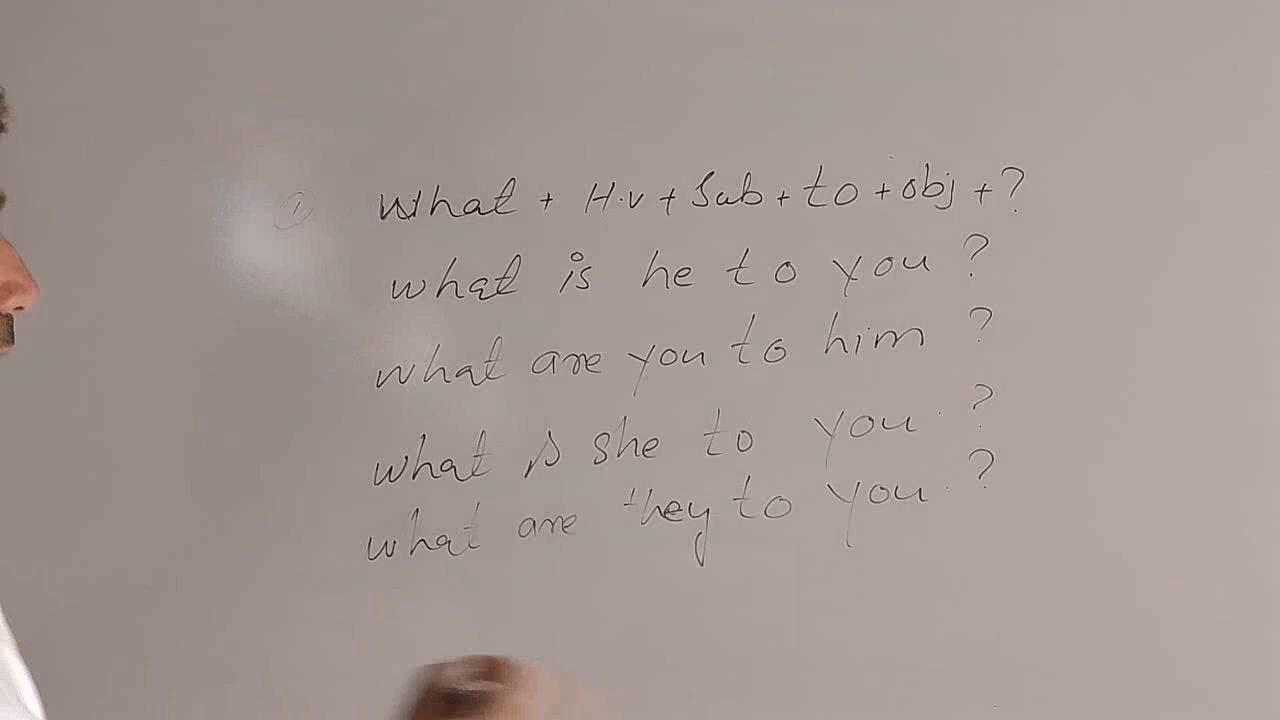 ① What + H.v + Sub + to + obj + ?
what is he to you ?
what are you to him ?
what is she to you . ?
what are they to you . ?